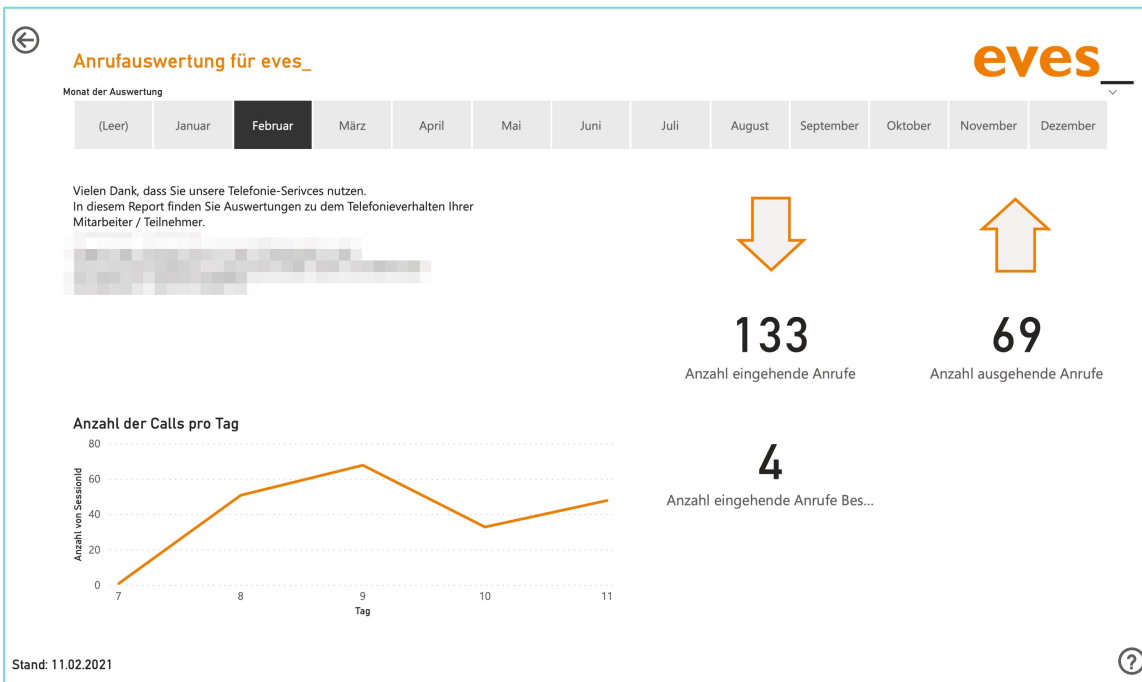 Anrufauswertung für eves_
eves_
Monat der Auswertung
(Leer) Januar Februar März April Mai Juni Juli August September Oktober November Dezember
Vielen Dank, dass Sie unsere Telefonie-Serivces nutzen.
In diesem Report finden Sie Auswertungen zu dem Telefonieverhalten Ihrer
Mitarbeiter / Teilnehmer.
133
Anzahl eingehende Anrufe
69
Anzahl ausgehende Anrufe
4
Anzahl eingehende Anrufe Bes...
Anzahl der Calls pro Tag
Anzahl von SessionId
80
60
40
20
0
7 8 9 10 11
Tag
Stand: 11.02.2021
?